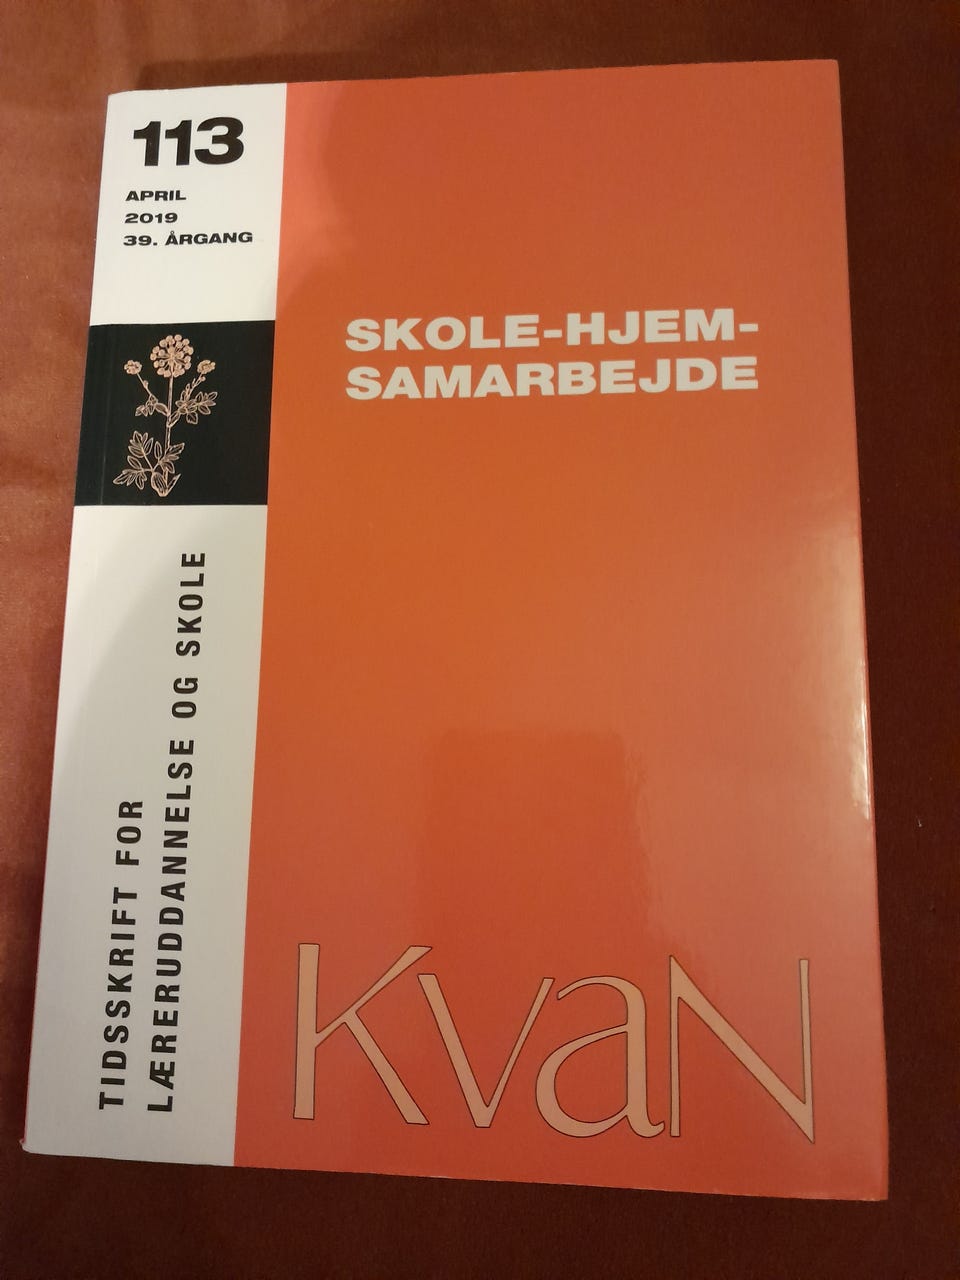 113
APRIL
2019
39. ÅRGANG
SKOLE-HJEM-
SAMARBEJDE
TIDSSKRIFT FOR
LÆRERUDDANNELSE OG SKOLE
KvaN